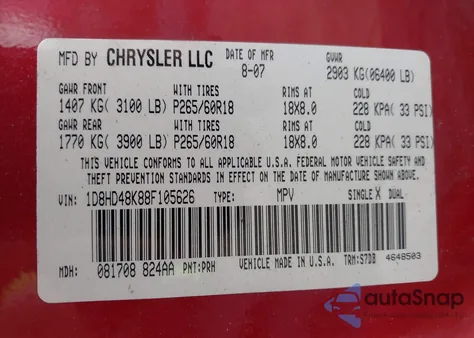 MFD BY CHRYSLER LLC DATE OF MFR 8-07 GVWR 2903 KG(06400 LB)
GAWR FRONT WITH TIRES RIMS AT COLD
1407 KG( 3100 LB) P265/60R18 18X8.0 228 KPA( 33 PSI)
GAWR REAR WITH TIRES RIMS AT COLD
1770 KG( 3900 LB) P265/60R18 18X8.0 228 KPA( 33 PSI)
THIS VEHICLE CONFORMS TO ALL APPLICABLE U.S.A. FEDERAL MOTOR VEHICLE SAFETY AND
THEFT PREVENTION STANDARDS IN EFFECT ON THE DATE OF MANUFACTURE SHOWN ABOVE.
VIN: 1D8HD48K88F105626 TYPE: MPV SINGLE X DUAL
MDH: 081708 824AA PNT:PRH VEHICLE MADE IN U.S.A. TRM:S7DB 4648503
autoSnap